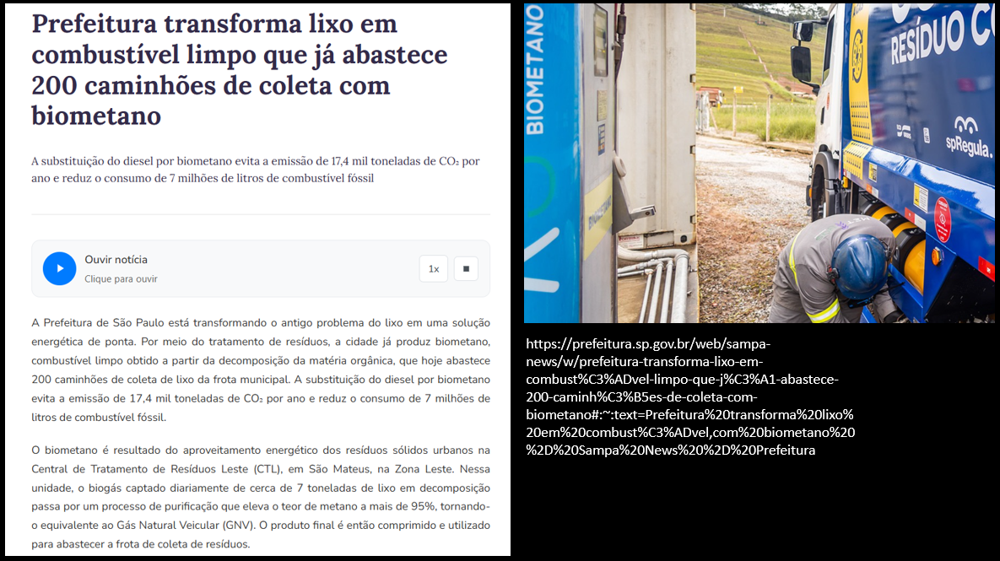 Prefeitura transforma lixo em
combustível limpo que já abastece
200 caminhões de coleta com
biometano
A substituição do diesel por biometano evita a emissão de 17,4 mil toneladas de CO₂ por
ano e reduz o consumo de 7 milhões de litros de combustível fóssil
Ouvir notícia
Clique para ouvir
1x
A Prefeitura de São Paulo está transformando o antigo problema do lixo em uma solução
energética de ponta. Por meio do tratamento de resíduos, a cidade já produz biometano,
combustível limpo obtido a partir da decomposição da matéria orgânica, que hoje abastece
200 caminhões de coleta de lixo da frota municipal. A substituição do diesel por biometano
evita a emissão de 17,4 mil toneladas de CO₂ por ano e reduz o consumo de 7 milhões de
litros de combustível fóssil.
O biometano é resultado do aproveitamento energético dos resíduos sólidos urbanos na
Central de Tratamento de Resíduos Leste (CTL), em São Mateus, na Zona Leste. Nessa
unidade, o biogás captado diariamente de cerca de 7 toneladas de lixo em decomposição
passa por um processo de purificação que eleva o teor de metano a mais de 95%, tornando-
o equivalente ao Gás Natural Veicular (GNV). O produto final é então comprimido e utilizado
para abastecer a frota de coleta de resíduos.
BIOMETANO
BIOMETANO
RESÍDUO
spRegula.
https://prefeitura.sp.gov.br/web/sampa-
news/w/prefeitura-transforma-lixo-em-
combust%C3%ADvel-limpo-que-j%C3%A1-abastece-
200-caminh%C3%B5es-de-coleta-com-
biometano#:~:text=Prefeitura%20transforma%20lixo%
20em%20combust%C3%ADvel,com%20biometano%20
%2D%20Sampa%20News%20%2D%20Prefeitura